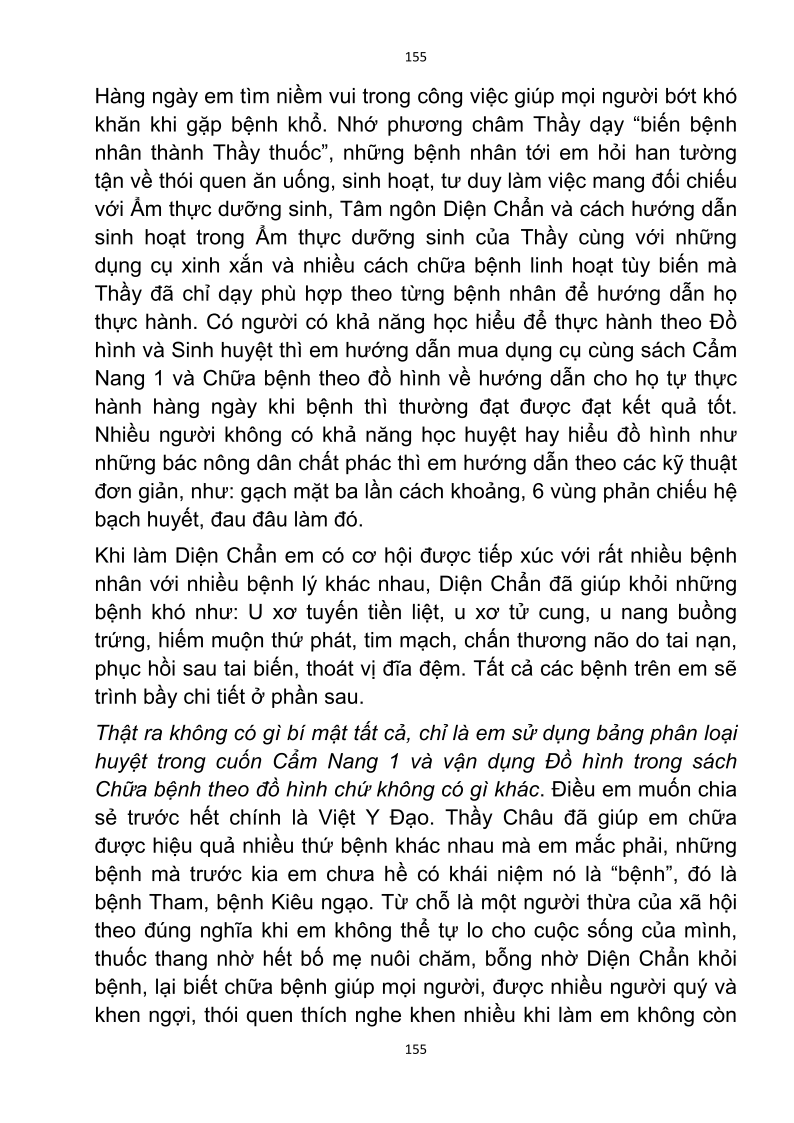 155
Hàng ngày em tìm niềm vui trong công việc giúp mọi người bớt khó
khăn khi gặp bệnh khổ. Nhớ phương châm Thầy dạy “biến bệnh
nhân thành Thầy thuốc”, những bệnh nhân tới em hỏi han tường
tận về thói quen ăn uống, sinh hoạt, tư duy làm việc mang đối chiếu
với Ẩm thực dưỡng sinh, Tâm ngôn Diện Chẩn và cách hướng dẫn
sinh hoạt trong Ẩm thực dưỡng sinh của Thầy cùng với những
dụng cụ xinh xắn và nhiều cách chữa bệnh linh hoạt tùy biến mà
Thầy đã chỉ dạy phù hợp theo từng bệnh nhân để hướng dẫn họ
thực hành. Có người có khả năng học hiểu để thực hành theo Đồ
hình và Sinh huyệt thì em hướng dẫn mua dụng cụ cùng sách Cẩm
Nang 1 và Chữa bệnh theo đồ hình về hướng dẫn cho họ tự thực
hành hàng ngày khi bệnh thì thường đạt được đạt kết quả tốt.
Nhiều người không có khả năng học huyệt hay hiểu đồ hình như
những bác nông dân chất phác thì em hướng dẫn theo các kỹ thuật
đơn giản, như: gạch mặt ba lần cách khoảng, 6 vùng phản chiếu hệ
bạch huyết, đau đâu làm đó.
Khi làm Diện Chẩn em có cơ hội được tiếp xúc với rất nhiều bệnh
nhân với nhiều bệnh lý khác nhau, Diện Chẩn đã giúp khỏi những
bệnh khó như: U xơ tuyến tiền liệt, u xơ tử cung, u nang buồng
trứng, hiếm muộn thứ phát, tim mạch, chấn thương não do tai nạn,
phục hồi sau tai biến, thoát vị đĩa đệm. Tất cả các bệnh trên em sẽ
trình bầy chi tiết ở phần sau.
Thật ra không có gì bí mật tất cả, chỉ là em sử dụng bảng phân loại
huyệt trong cuốn Cẩm Nang 1 và vận dụng Đồ hình trong sách
Chữa bệnh theo đồ hình chứ không có gì khác. Điều em muốn chia
sẻ trước hết chính là Việt Y Đạo. Thầy Châu đã giúp em chữa
được hiệu quả nhiều thứ bệnh khác nhau mà em mắc phải, những
bệnh mà trước kia em chưa hề có khái niệm nó là “bệnh”, đó là
bệnh Tham, bệnh Kiêu ngạo. Từ chỗ là một người thừa của xã hội
theo đúng nghĩa khi em không thể tự lo cho cuộc sống của mình,
thuốc thang nhờ hết bố mẹ nuôi chăm, bỗng nhờ Diện Chẩn khỏi
bệnh, lại biết chữa bệnh giúp mọi người, được nhiều người quý và
khen ngợi, thói quen thích nghe khen nhiều khi làm em không còn
155